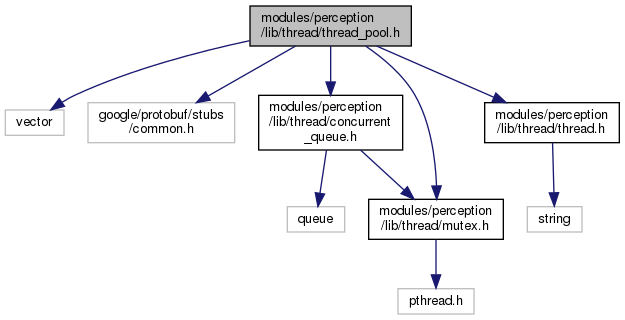 modules/perception
/lib/thread/thread_pool.h
vector
google/protobuf/stubs
/common.h
modules/perception
/lib/thread/concurrent
_queue.h
modules/perception
/lib/thread/thread.h
queue
modules/perception
/lib/thread/mutex.h
string
pthread.h